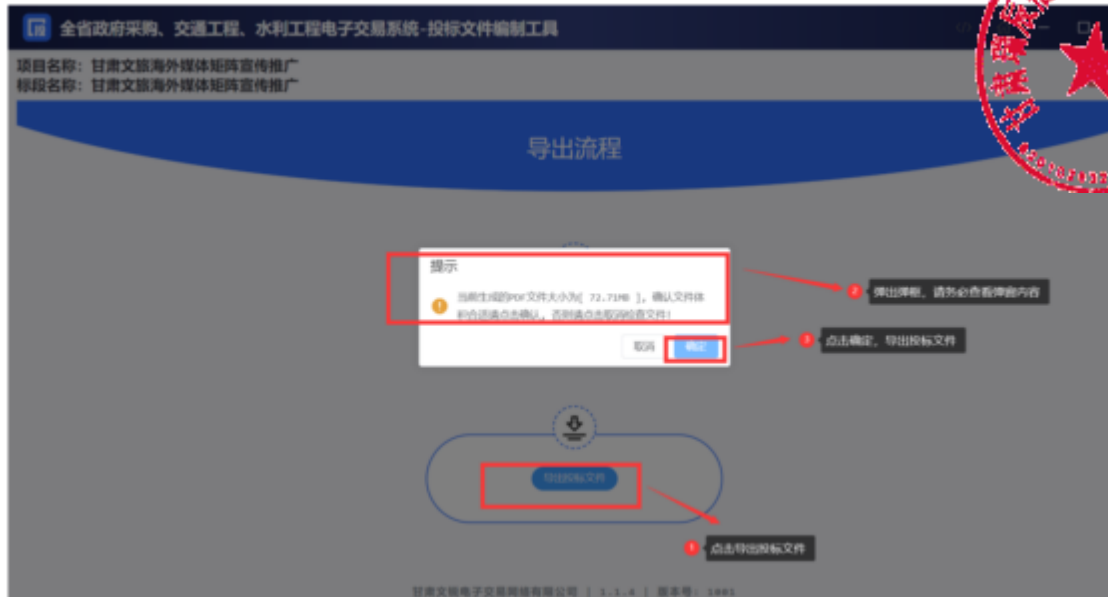 全省政府采购、交通工程、水利工程电子交易系统-投标文件编制工具
项目名称：甘肃文旅海外媒体矩阵宣传推广
标段名称：甘肃文旅海外媒体矩阵宣传推广
导出流程
提示
当前生成的PDF文件大小为[ 72.71MB ]，确认文件体
积合适请点击确认，否则请点击取消检查文件！
取消 确定
2 弹出弹框，请务必查看弹窗内容
3 点击确定，导出投标文件
导出投标文件
1 点击导出投标文件
甘肃文旅电子交易网络有限公司 | 1.1.0 | 版本号：1001